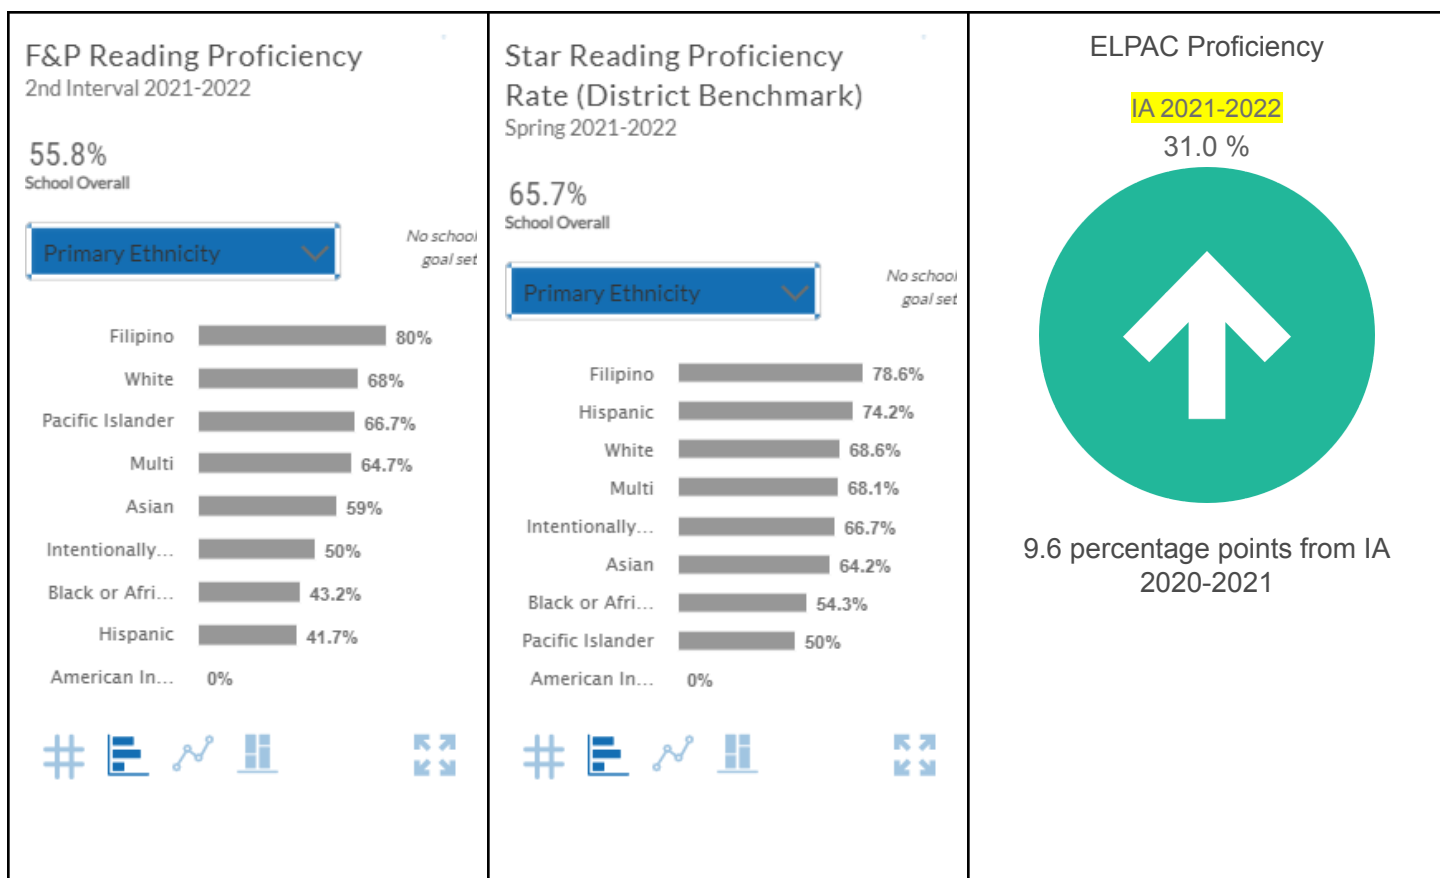 F&P Reading Proficiency
2nd Interval 2021-2022
55.8%
School Overall
Primary Ethnicity
No school
goal set
Filipino 80%
White 68%
Pacific Islander 66.7%
Multi 64.7%
Asian 59%
Intentionally... 50%
Black or Afri... 43.2%
Hispanic 41.7%
American In... 0%
Star Reading Proficiency
Rate (District Benchmark)
Spring 2021-2022
65.7%
School Overall
Primary Ethnicity
No school
goal set
Filipino 78.6%
Hispanic 74.2%
White 68.6%
Multi 68.1%
Intentionally... 66.7%
Asian 64.2%
Black or Afri... 54.3%
Pacific Islander 50%
American In... 0%
ELPAC Proficiency
IA 2021-2022
31.0 %
9.6 percentage points from IA
2020-2021